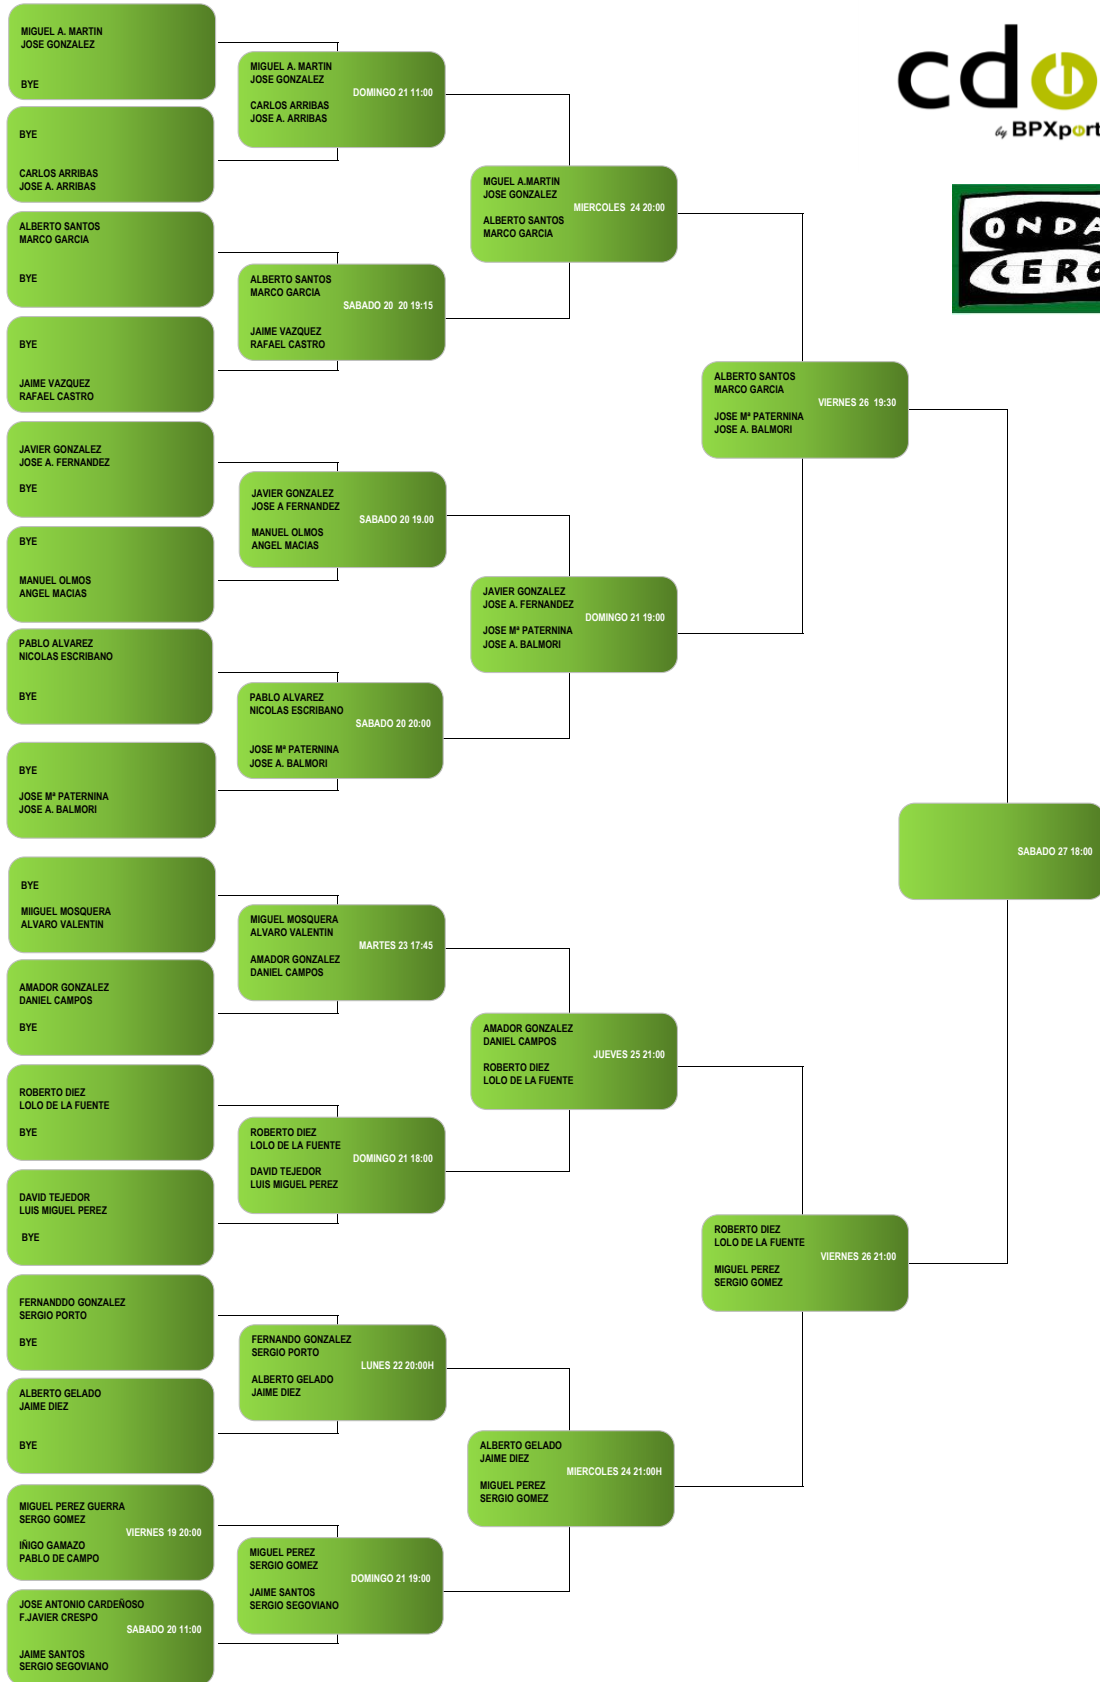 MIGUEL A. MARTIN
JOSE GONZALEZ
BYE
BYE
CARLOS ARRIBAS
JOSE A. ARRIBAS
ALBERTO SANTOS
MARCO GARCIA
BYE
BYE
JAIME VAZQUEZ
RAFAEL CASTRO
JAVIER GONZALEZ
JOSE A. FERNANDEZ
BYE
BYE
MANUEL OLMOS
ANGEL MACIAS
PABLO ALVAREZ
NICOLAS ESCRIBANO
BYE
BYE
JOSE Mª PATERNINA
JOSE A. BALMORI
BYE
MIIGUEL MOSQUERA
ALVARO VALENTIN
AMADOR GONZALEZ
DANIEL CAMPOS
BYE
ROBERTO DIEZ
LOLO DE LA FUENTE
BYE
DAVID TEJEDOR
LUIS MIGUEL PEREZ
BYE
FERNANDDO GONZALEZ
SERGIO PORTO
BYE
ALBERTO GELADO
JAIME DIEZ
BYE
MIGUEL PEREZ GUERRA
SERGO GOMEZ
VIERNES 19 20:00
IÑIGO GAMAZO
PABLO DE CAMPO
JOSE ANTONIO CARDEÑOSO
F.JAVIER CRESPO
SABADO 20 11:00
JAIME SANTOS
SERGIO SEGOVIANO
MIGUEL A. MARTIN
JOSE GONZALEZ
DOMINGO 21 11:00
CARLOS ARRIBAS
JOSE A. ARRIBAS
ALBERTO SANTOS
MARCO GARCIA
SABADO 20  20 19:15
JAIME VAZQUEZ
RAFAEL CASTRO
JAVIER GONZALEZ
JOSE A FERNANDEZ
SABADO 20 19.00
MANUEL OLMOS
ANGEL MACIAS
PABLO ALVAREZ
NICOLAS ESCRIBANO
SABADO 20 20:00
JOSE Mª PATERNINA
JOSE A. BALMORI
MIGUEL MOSQUERA
ALVARO VALENTIN
MARTES 23 17:45
AMADOR GONZALEZ
DANIEL CAMPOS
ROBERTO DIEZ
LOLO DE LA FUENTE
DOMINGO 21 18:00
DAVID TEJEDOR
LUIS MIGUEL PEREZ
FERNANDO GONZALEZ
SERGIO PORTO
LUNES 22 20:00H
ALBERTO GELADO
JAIME DIEZ
MIGUEL PEREZ
SERGIO GOMEZ
DOMINGO 21 19:00
JAIME SANTOS
SERGIO SEGOVIANO
MGUEL A.MARTIN
JOSE GONZALEZ
MIERCOLES  24 20:00
ALBERTO SANTOS
MARCO GARCIA
JAVIER GONZALEZ
JOSE A. FERNANDEZ
DOMINGO 21 19:00
JOSE Mª PATERNINA
JOSE A. BALMORI
AMADOR GONZALEZ
DANIEL CAMPOS
JUEVES 25 21:00
ROBERTO DIEZ
LOLO DE LA FUENTE
ALBERTO GELADO
JAIME DIEZ
MIERCOLES 24 21:00H
MIGUEL PEREZ
SERGIO GOMEZ
ALBERTO SANTOS
MARCO GARCIA
VIERNES 26  19:30
JOSE Mª PATERNINA
JOSE A. BALMORI
ROBERTO DIEZ
LOLO DE LA FUENTE
VIERNES 26 21:00
MIGUEL PEREZ
SERGIO GOMEZ
SABADO 27 18:00
cdo
by BPXport
ONDA
CERO